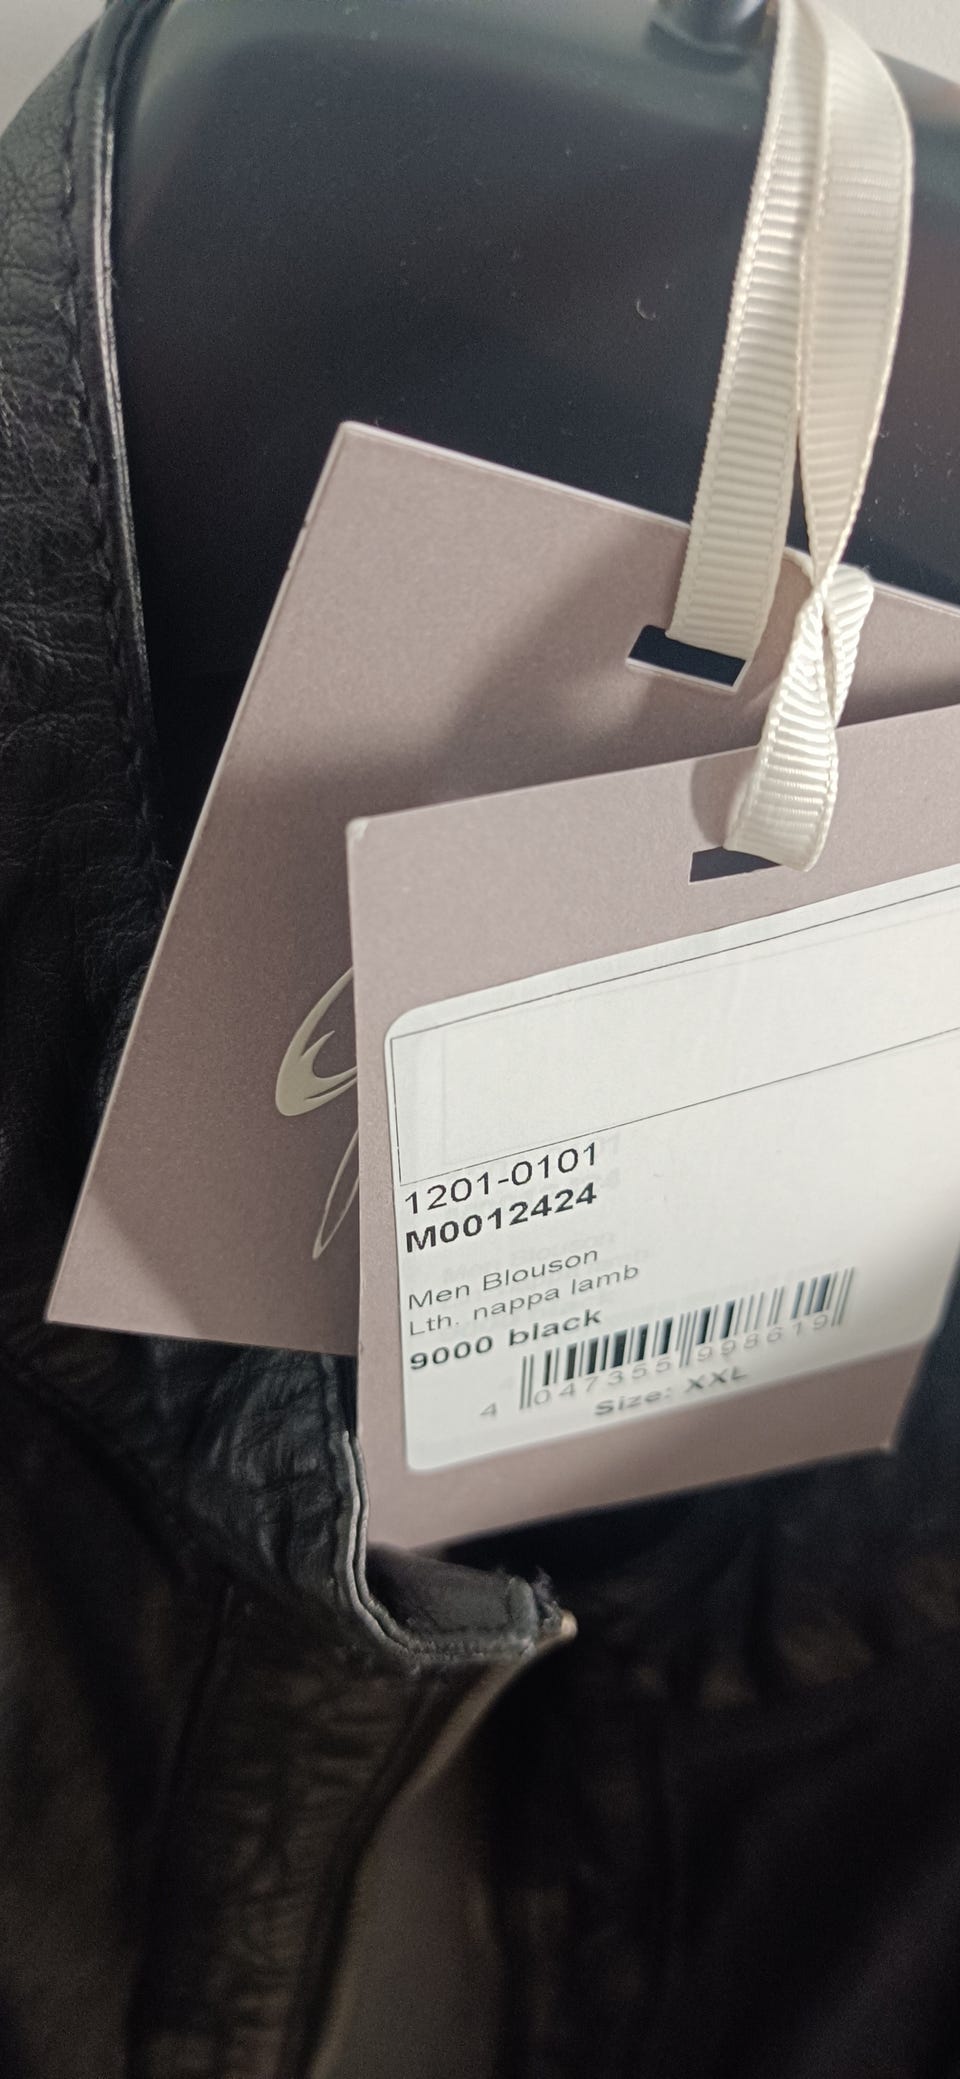 1201-0101
M0012424
Men Blouson
Lth. nappa lamb
9000 black
4 047355 998619
Size: XXL